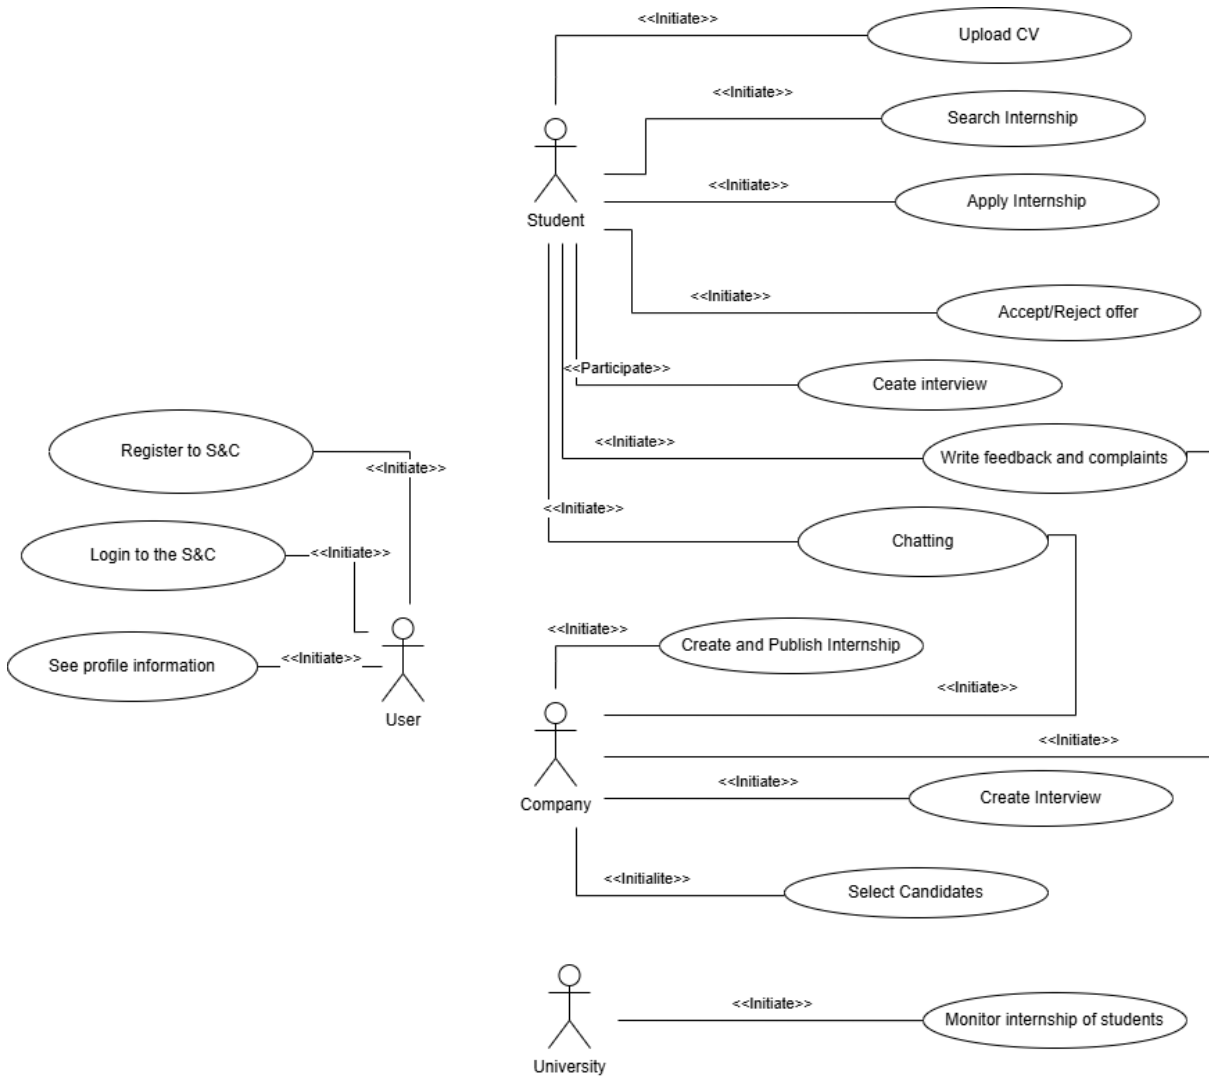 <<Initiate>>
Upload CV
<<Initiate>>
Search Internship
<<Initiate>>
Apply Internship
Student
<<Initiate>>
Accept/Reject offer
<<Participate>>
Ceate interview
<<Initiate>>
Write feedback and complaints
<<Initiate>>
Chatting
Register to S&C
<<Initiate>>
Login to the S&C
<<Initiate>>
See profile information
<<Initiate>>
User
<<Initiate>>
Create and Publish Internship
<<Initiate>>
<<Initiate>>
Company
<<Initiate>>
Create Interview
<<Initialite>>
Select Candidates
<<Initiate>>
Monitor internship of students
University